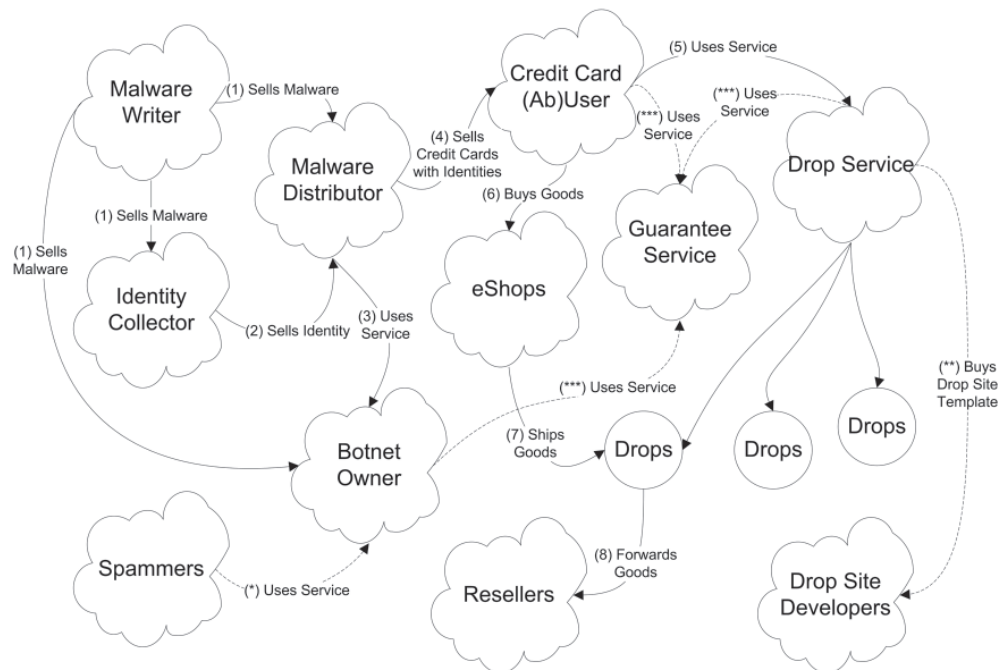 Malware
Writer
(1) Sells Malware
Malware
Distributor
(4) Sells
Credit Cards
with Identities
Credit Card
(Ab)User
(5) Uses Service
(***) Uses
Service
(***) Uses
Service
Drop Service
(1) Sells Malware
(1) Sells
Malware
Identity
Collector
(2) Sells Identity
(3) Uses
Service
(6) Buys Goods
eShops
Guarantee
Service
(***) Uses Service
(**) Buys
Drop Site
Template
Botnet
Owner
(7) Ships
Goods
Drops
Drops
Drops
Spammers
(*) Uses Service
(8) Forwards
Goods
Resellers
Drop Site
Developers